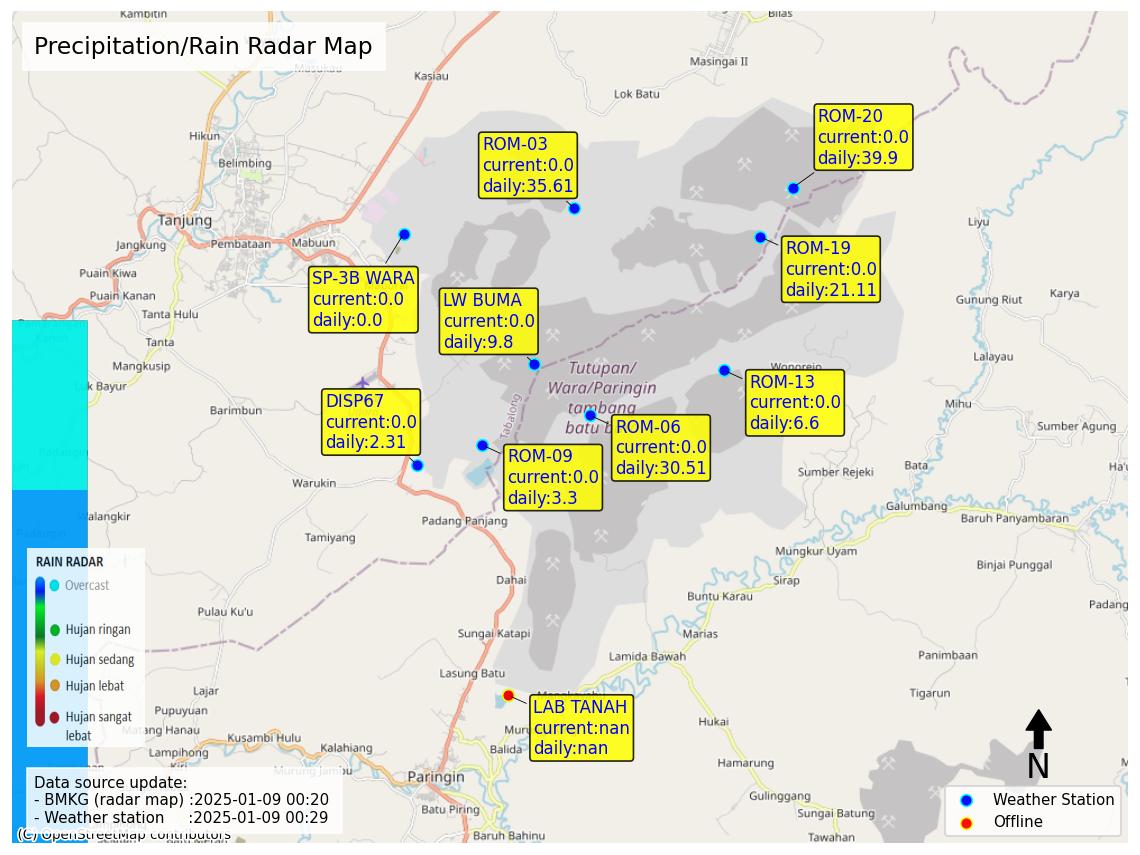 Kambitin
Bilas
Precipitation/Rain Radar Map
Masukau
Kasiau
Masingai II
Lok Batu
ROM-20
current:0.0
daily:39.9
Hikun
ROM-03
current:0.0
daily:35.61
Belimbing
Tanjung
Liyu
Jangkung
Pembataan
Mabuun
ROM-19
current:0.0
daily:21.11
Puain Kiwa
SP-3B WARA
current:0.0
daily:0.0
Puain Kanan
LW BUMA
current:0.0
daily:9.8
Gunung Riut
Karya
Tanta Hulu
Kanan
Tanta
Mangkusip
Lalayau
Wonorejo
Tutupan/
Wara/Paringin
tambang
batu b
Luk Bayur
ROM-13
current:0.0
daily:6.6
DISP67
current:0.0
daily:2.31
Barimbun
Tabalong
Mihu
ROM-06
current:0.0
daily:30.51
Sumber Agung
ROM-09
current:0.0
daily:3.3
Bata
Sumber Rejeki
Warukin
Galumbang
Walangkir
Padang Panjang
Baruh Panyambaran
Tamiyang
Mungkur Uyam
Binjai Punggal
RAIN RADAR
Overcast
Hujan ringan
Hujan sedang
Hujan lebat
Hujan sangat
lebat
Dahai
Sirap
Buntu Karau
Padang
Pulau Ku'u
Sungai Katapi
Marias
Lamida Bawah
Panimbaan
Lasung Batu
Lajar
Tigarun
Pupuyuan
LAB TANAH
current:nan
daily:nan
Matang Hanau
Kusambi Hulu
Kalahiang
Hukai
Lampihong
Balida
Murung Jambu
Paringin
Hamarung
N
Data source update:
- BMKG (radar map) :2025-01-09 00:20
- Weather station :2025-01-09 00:29
Batu Piring
Gulinggang
Sungai Batung
Weather Station
Offline
(C) OpenStreetMap contributors
Baruh Bahinu
Tawahan